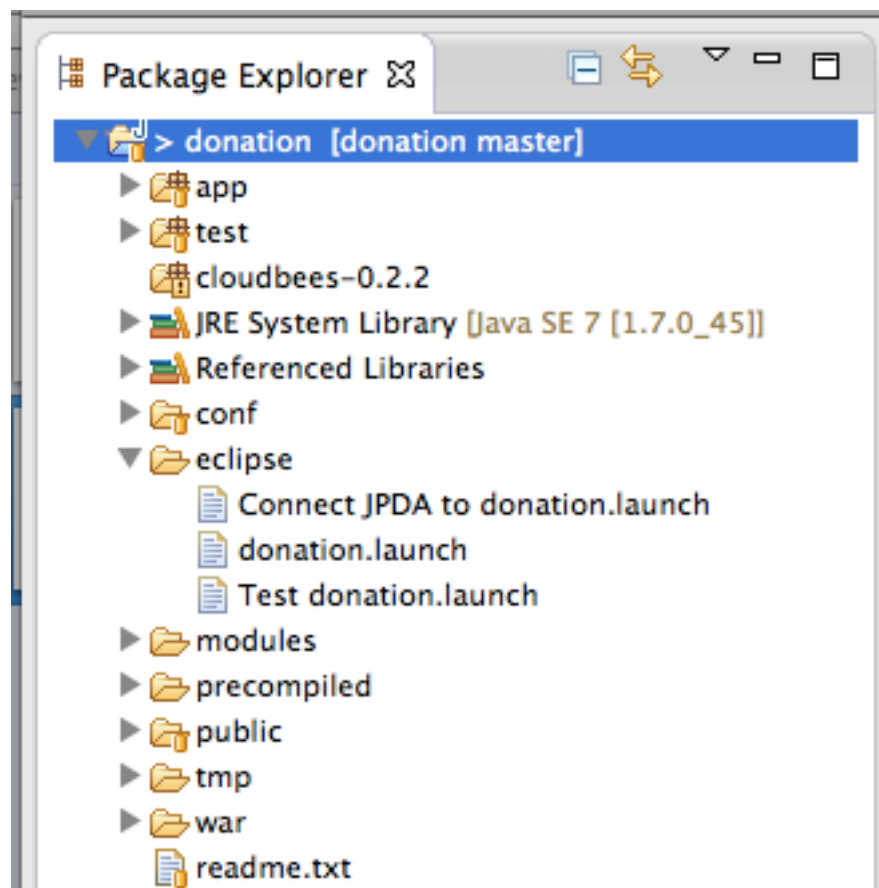 Package Explorer
> donation [donation master]
app
test
cloudbees-0.2.2
JRE System Library [Java SE 7 [1.7.0_45]]
Referenced Libraries
conf
eclipse
Connect JPDA to donation.launch
donation.launch
Test donation.launch
modules
precompiled
public
tmp
war
readme.txt